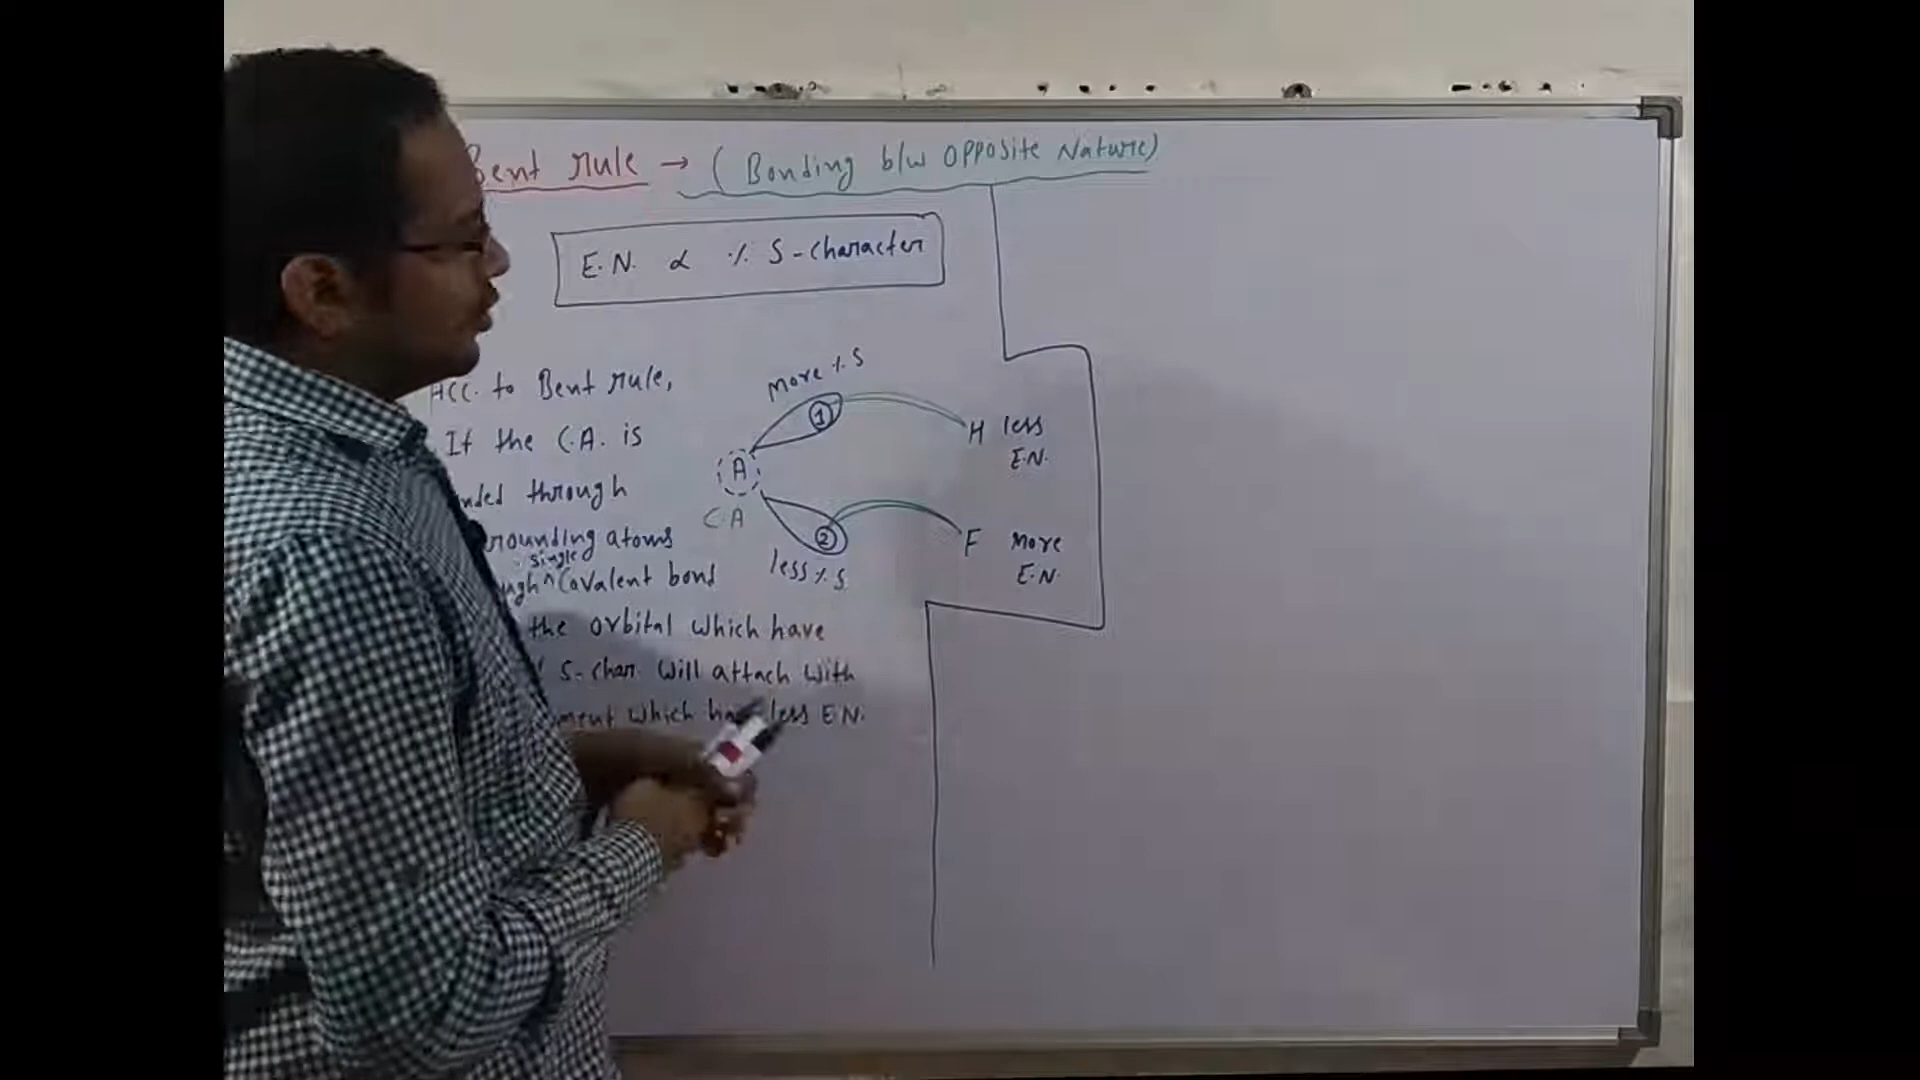 Bent rule → ( Bonding b/w opposite Nature)
E.N. ∝ % S-character
Acc. to Bent rule,
If the C.A. is
through
atoms
single
Covalent bond
the orbital which have
S-char. will attach with
which less E.N.
more % S
1
A
C.A
2
less % S
H less
E.N.
F More
E.N.